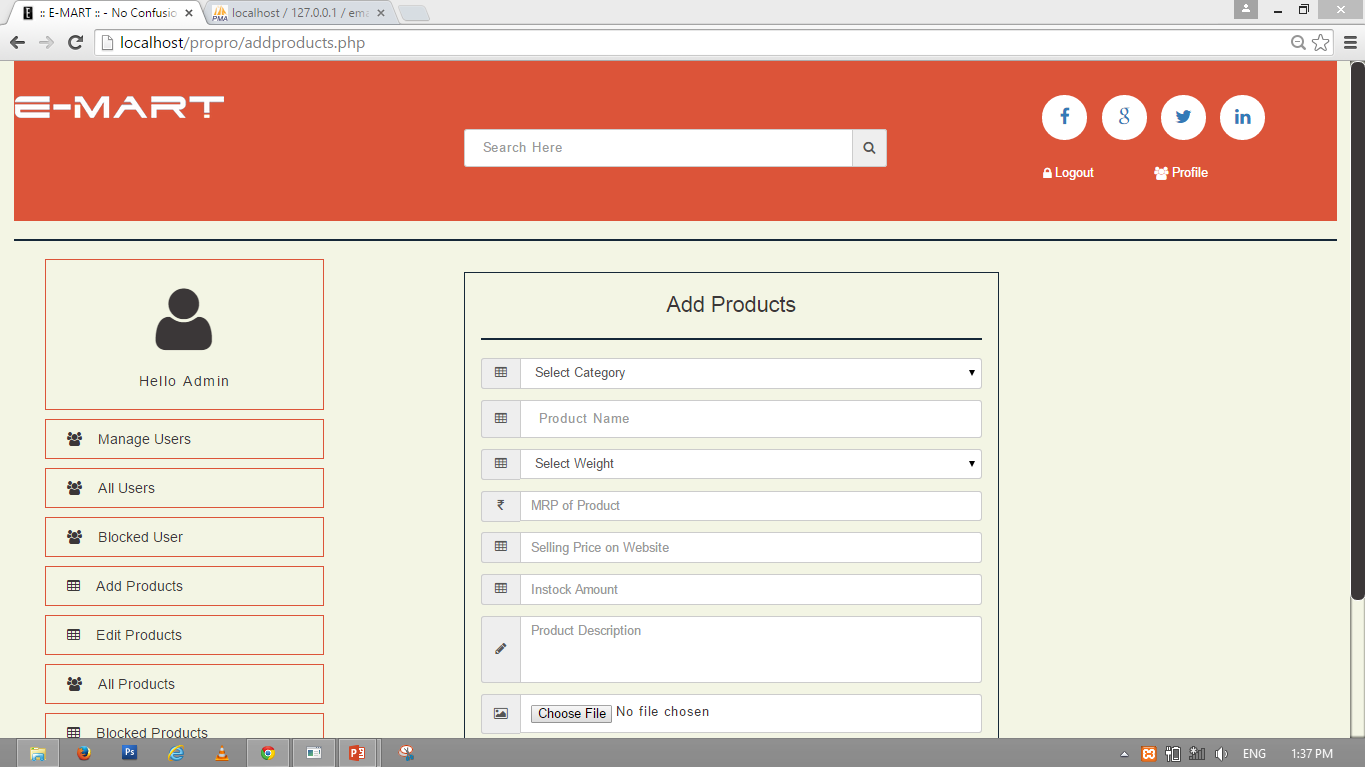 :: E-MART :: - No Confusio
localhost / 127.0.0.1 / ema
localhost/propro/addproducts.php
E-MART
Search Here
Logout
Profile
Hello Admin
Manage Users
All Users
Blocked User
Add Products
Edit Products
All Products
Blocked Products
Add Products
Select Category
Product Name
Select Weight
₹ MRP of Product
Selling Price on Website
Instock Amount
Product Description
Choose File No file chosen
ENG
1:37 PM